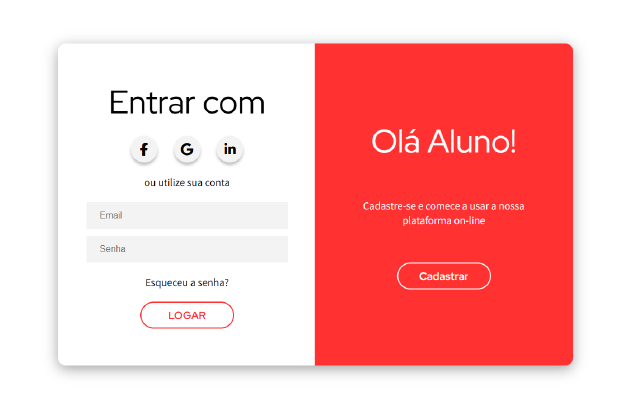 Entrar com
f G in
ou utilize sua conta
Email
Senha
Esqueceu a senha?
LOGAR
Olá Aluno!
Cadastre-se e comece a usar a nossa
plataforma on-line
Cadastrar